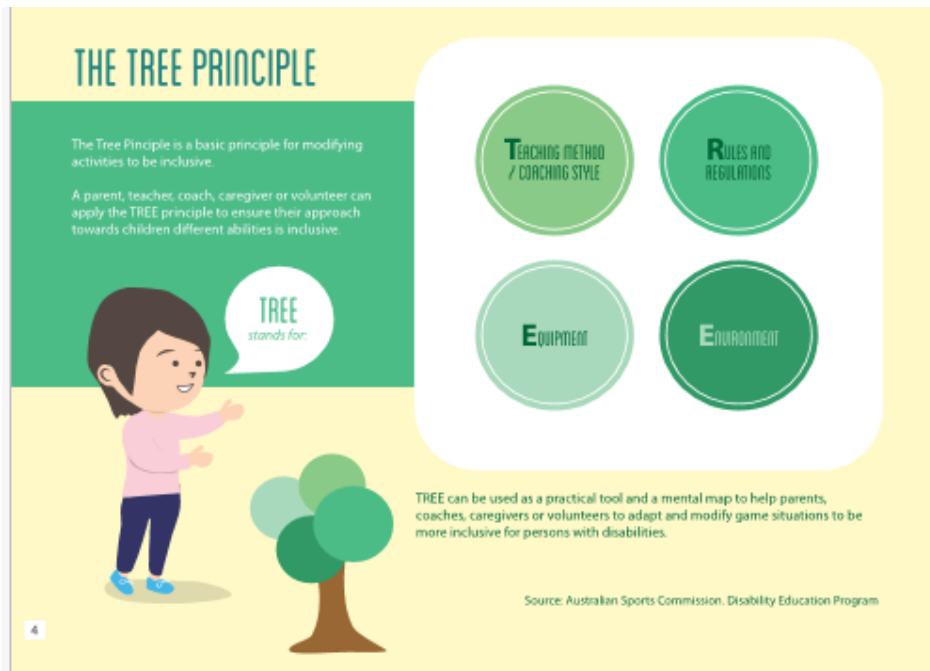 THE TREE PRINCIPLE
The Tree Pinciple is a basic principle for modifying
activities to be inclusive.
A parent, teacher, coach, caregiver or volunteer can
apply the TREE principle to ensure their approach
towards children different abilities is inclusive.
TREE
stands for:
TEACHING METHOD
/ COACHING STYLE
RULES AND
REGULATIONS
EQUIPMENT
ENVIRONMENT
TREE can be used as a practical tool and a mental map to help parents,
coaches, caregivers or volunteers to adapt and modify game situations to be
more inclusive for persons with disabilities.
Source: Australian Sports Commission. Disability Education Program
4